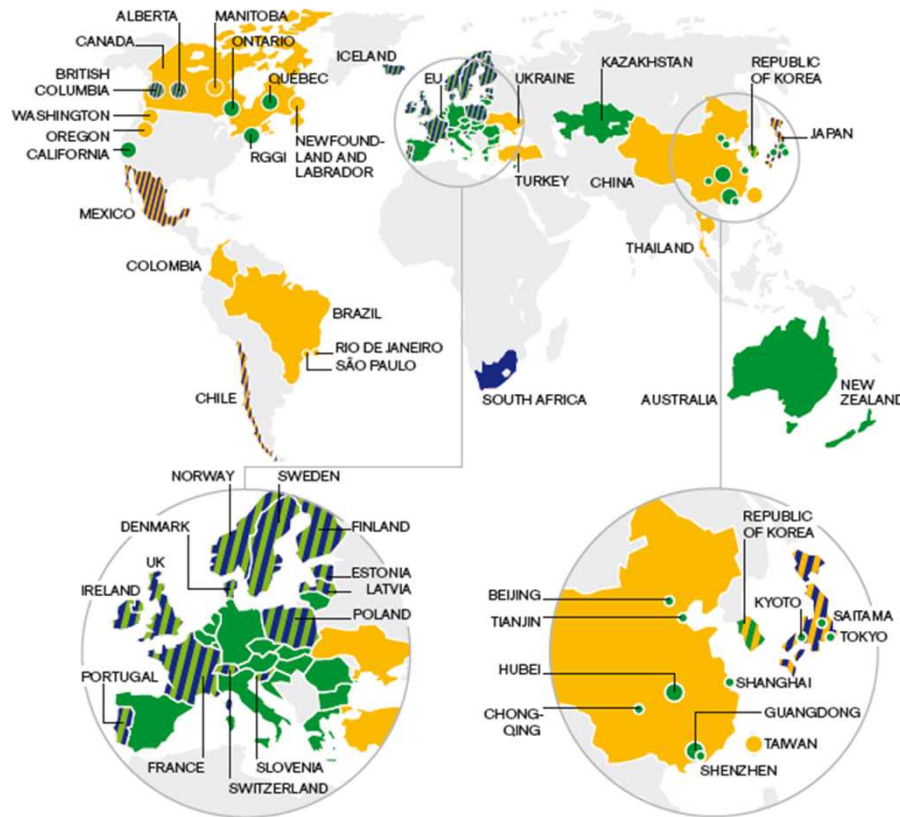 ALBERTA
MANITOBA
CANADA
ONTARIO
ICELAND
KAZAKHSTAN
REPUBLIC
OF KOREA
BRITISH
COLUMBIA
QUÉBEC
EU
UKRAINE
WASHINGTON
OREGON
CALIFORNIA
RGGI
NEWFOUND-
LAND AND
LABRADOR
JAPAN
TURKEY
CHINA
MEXICO
THAILAND
COLOMBIA
BRAZIL
RIO DE JANEIRO
SÃO PAULO
CHILE
SOUTH AFRICA
AUSTRALIA
NEW
ZEALAND
NORWAY
SWEDEN
DENMARK
FINLAND
UK
IRELAND
ESTONIA
LATVIA
POLAND
PORTUGAL
FRANCE
SLOVENIA
SWITZERLAND
REPUBLIC
OF KOREA
BEIJING
TIANJIN
KYOTO
SAITAMA
TOKYO
HUBEI
SHANGHAI
CHONG-
QING
GUANGDONG
TAIWAN
SHENZHEN